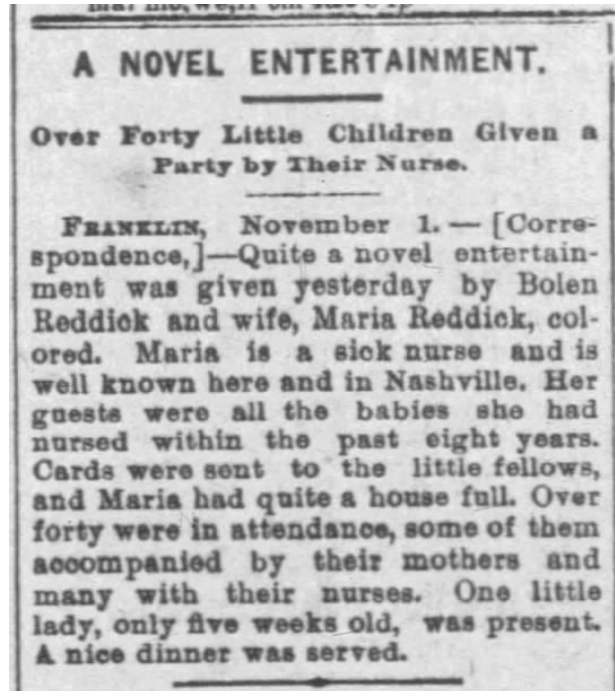 A NOVEL ENTERTAINMENT.
Over Forty Little Children Given a
Party by Their Nurse.
FRANKLIN, November 1. — [Corre-
spondence,]—Quite a novel entertain-
ment was given yesterday by Bolen
Reddick and wife, Maria Reddick, col-
ored. Maria is a sick nurse and is
well known here and in Nashville. Her
guests were all the babies she had
nursed within the past eight years.
Cards were sent to the little fellows,
and Maria had quite a house full. Over
forty were in attendance, some of them
accompanied by their mothers and
many with their nurses. One little
lady, only five weeks old, was present.
A nice dinner was served.